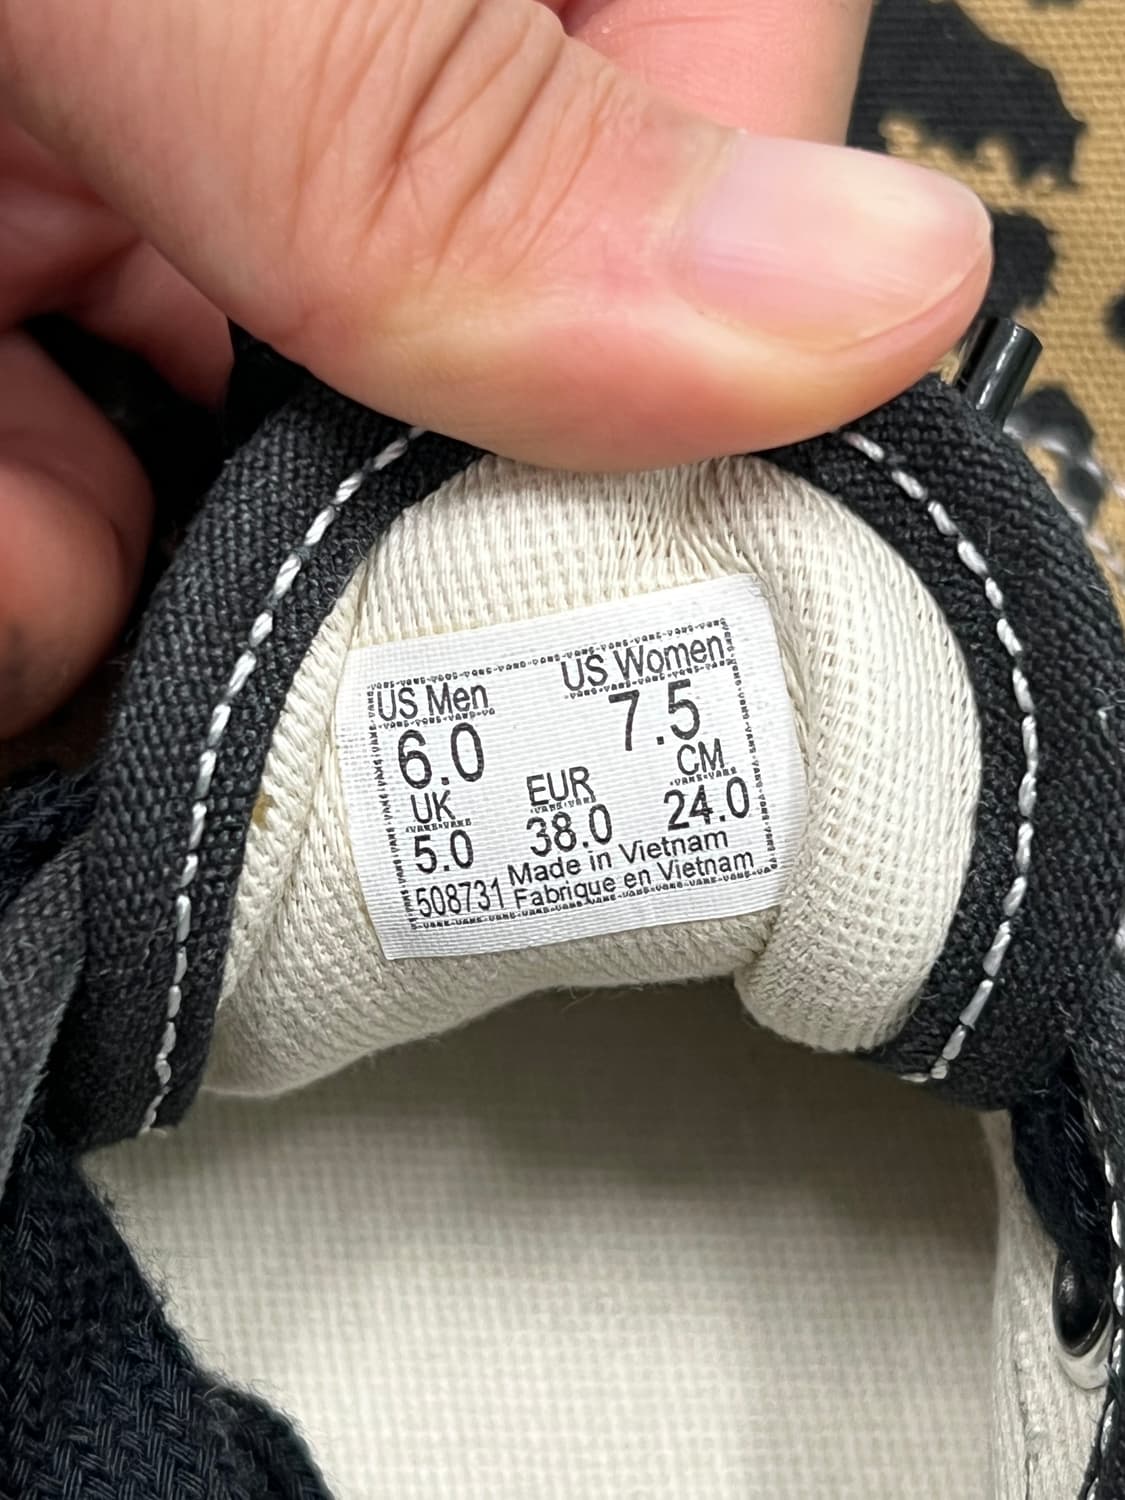 US Men US Women
6.0 7.5
UK EUR CM
5.0 38.0 24.0
Made in Vietnam
508731 Fabrique en Vietnam